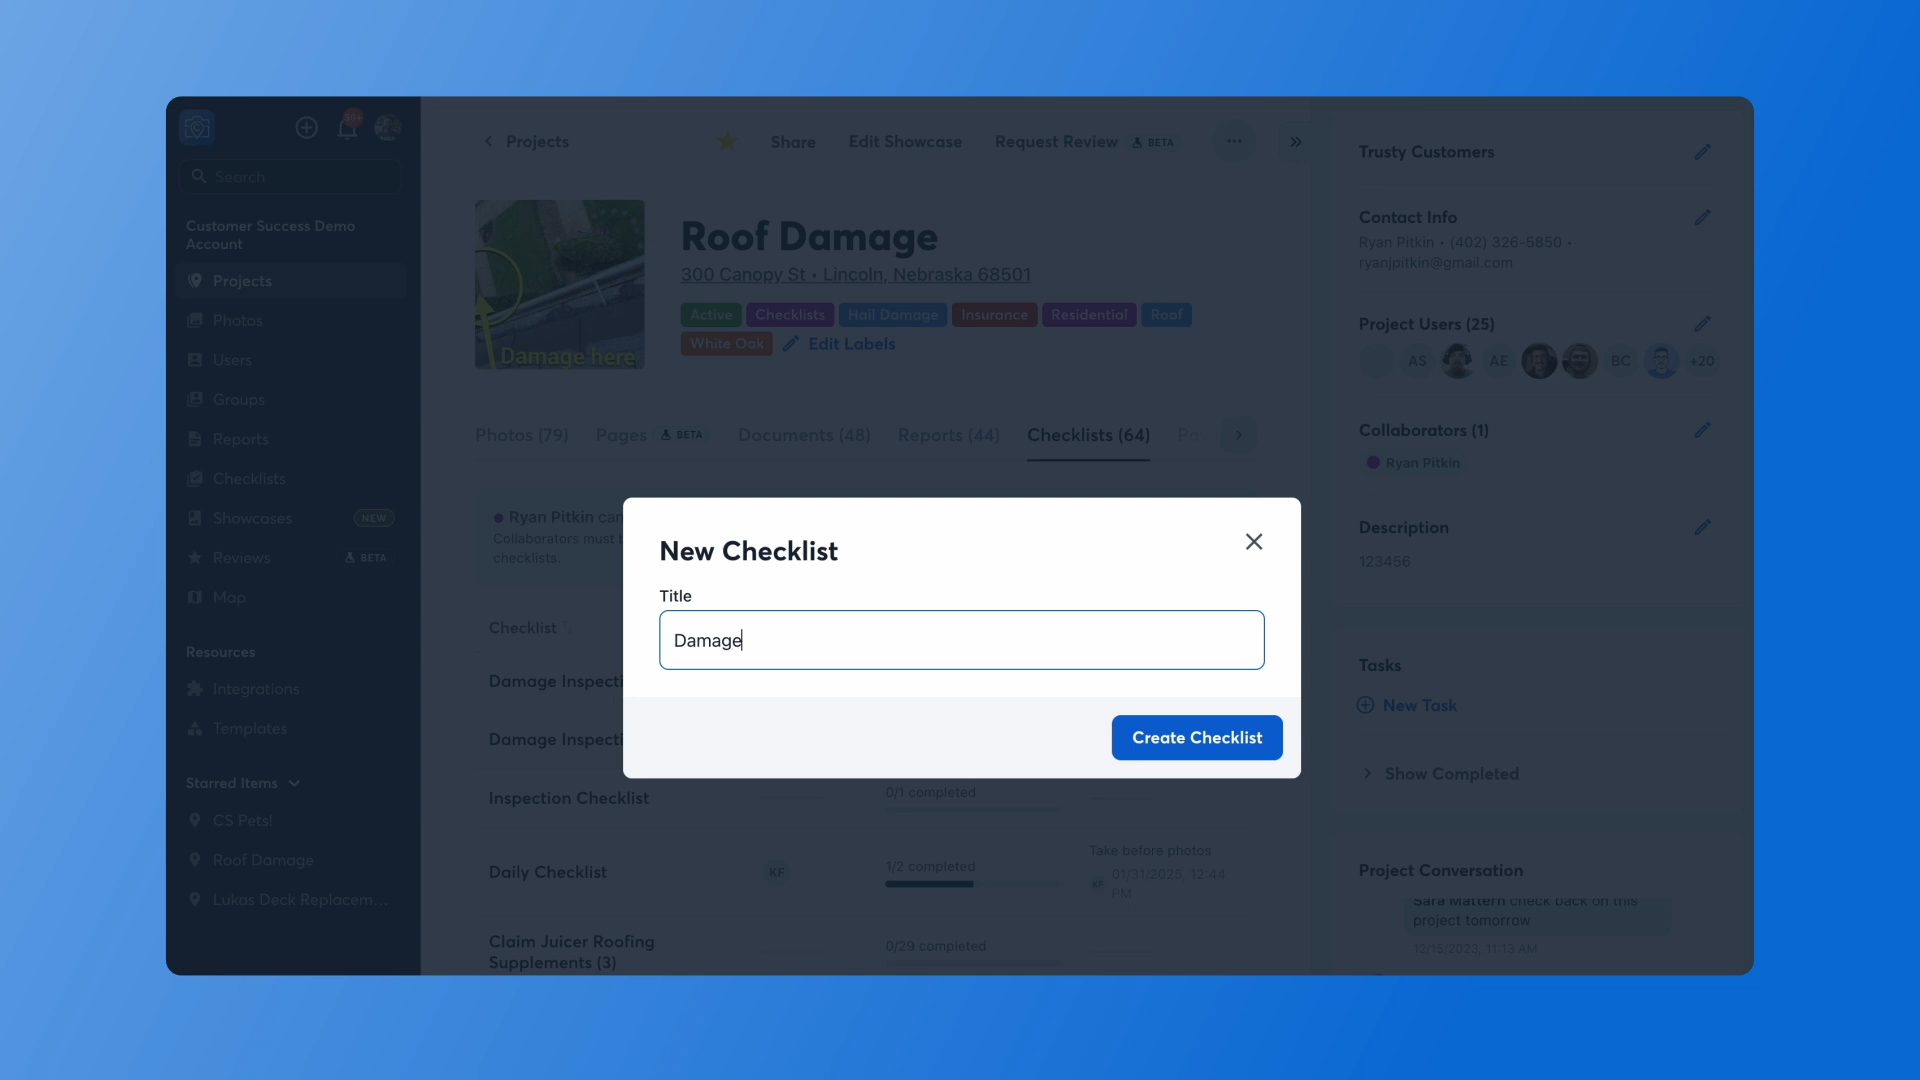 50+
Search
Customer Success Demo
Account
Projects
Photos
Users
Groups
Reports
Checklists
Showcases NEW
Reviews BETA
Map
Resources
Integrations
Templates
Starred Items
CS Pets!
Roof Damage
Lukas Deck Replacem...
Projects
Share
Edit Showcase
Request Review BETA
Damage here
Roof Damage
300 Canopy St • Lincoln, Nebraska 68501
Active Checklists Hail Damage Insurance Residential Roof
White Oak Edit Labels
Photos (79) Pages BETA Documents (48) Reports (44) Checklists (64)
Ryan Pitkin can
Collaborators must
checklists.
Checklist
Damage Inspecti
Damage Inspecti
Inspection Checklist 0/1 completed
Daily Checklist KF 1/2 completed
Take before photos
KF 01/31/2025, 12:44
PM
Claim Juicer Roofing
Supplements (3)
0/29 completed
New Checklist
Title
Damage
Create Checklist
Trusty Customers
Contact Info
Ryan Pitkin • (402) 326-5850 •
ryanjpitkin@gmail.com
Project Users (25)
AS AE BC +20
Collaborators (1)
Ryan Pitkin
Description
123456
Tasks
New Task
Show Completed
Project Conversation
Sara Mattern check back on this
project tomorrow
12/15/2023, 11:13 AM